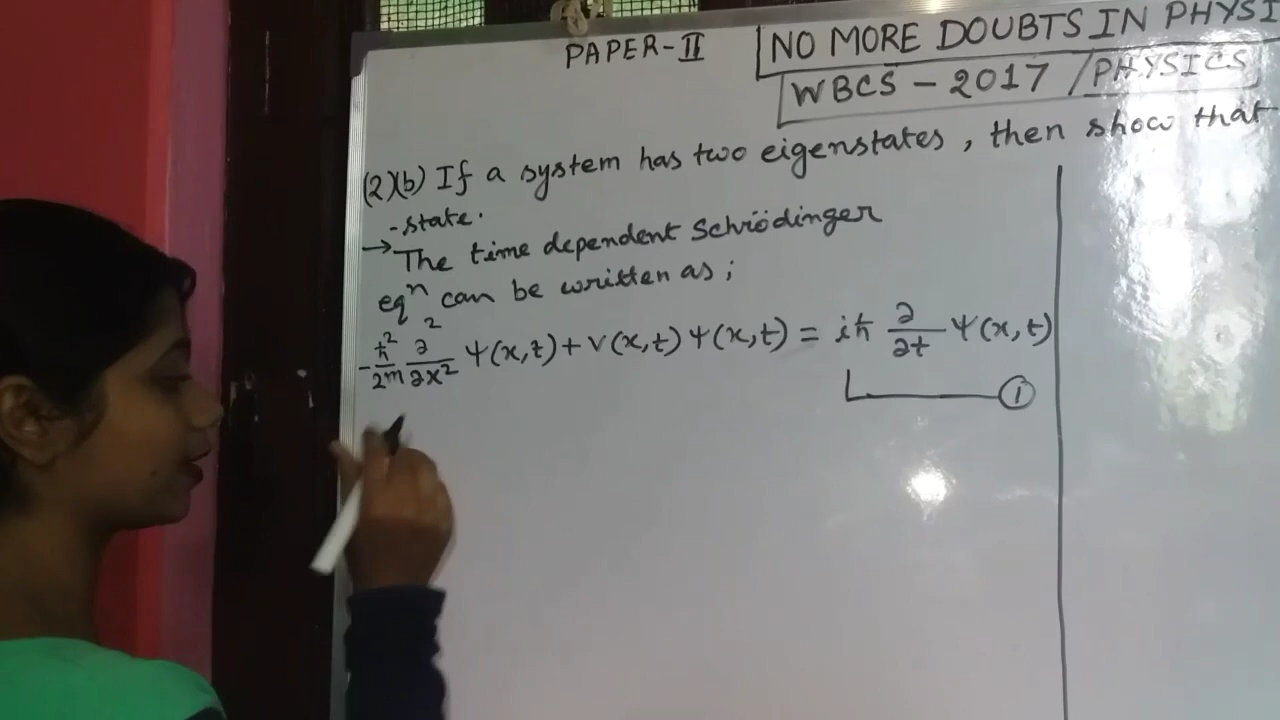 PAPER-II
NO MORE DOUBTS IN PHYSI
WBCS - 2017 / PHYSICS
(2)(b) If a system has two eigenstates, then show that
-state.
→ The time dependent Schrödinger
eqⁿ can be written as;
-ħ²/2m ∂²/∂x² Ψ(x,t) + V(x,t) Ψ(x,t) = iħ ∂/∂t Ψ(x,t)
①